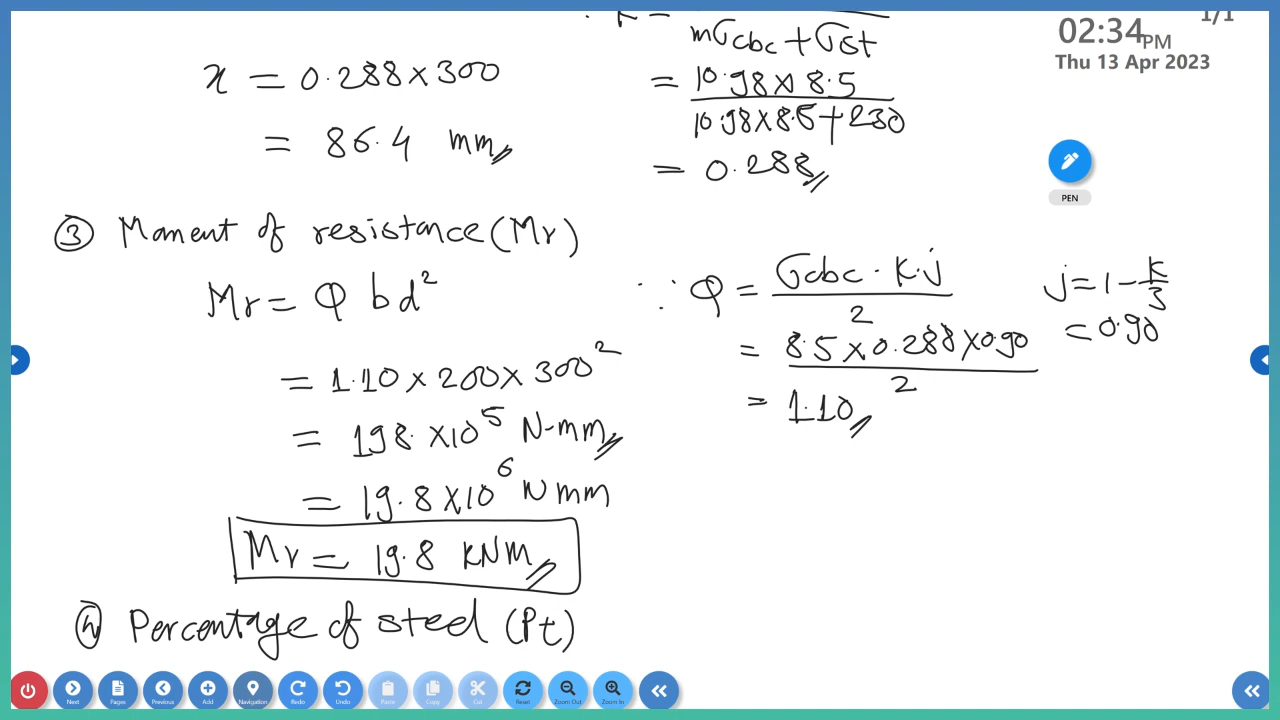 1/1
02:34 PM
Thu 13 Apr 2023
mσcbc + σst
x = 0.288 × 300
= 10.98 × 8.5
10.98 × 8.5 + 230
= 86.4 mm
= 0.288
PEN
③ Moment of resistance (Mr)
Mr = Q b d²
∵ Q = σcbc · K·j
2
j = 1 - K
3
= 0.90
= 8.5 × 0.288 × 0.90
2
= 1.10
= 1.10 × 200 × 300²
= 198 × 10⁵ N-mm
= 19.8 × 10⁶ N mm
Mr = 19.8 KNM
④ Percentage of steel (Pt)
Next Pages Previous Add Navigation Redo Undo Paste Copy Cut Reset Zoom Out Zoom In